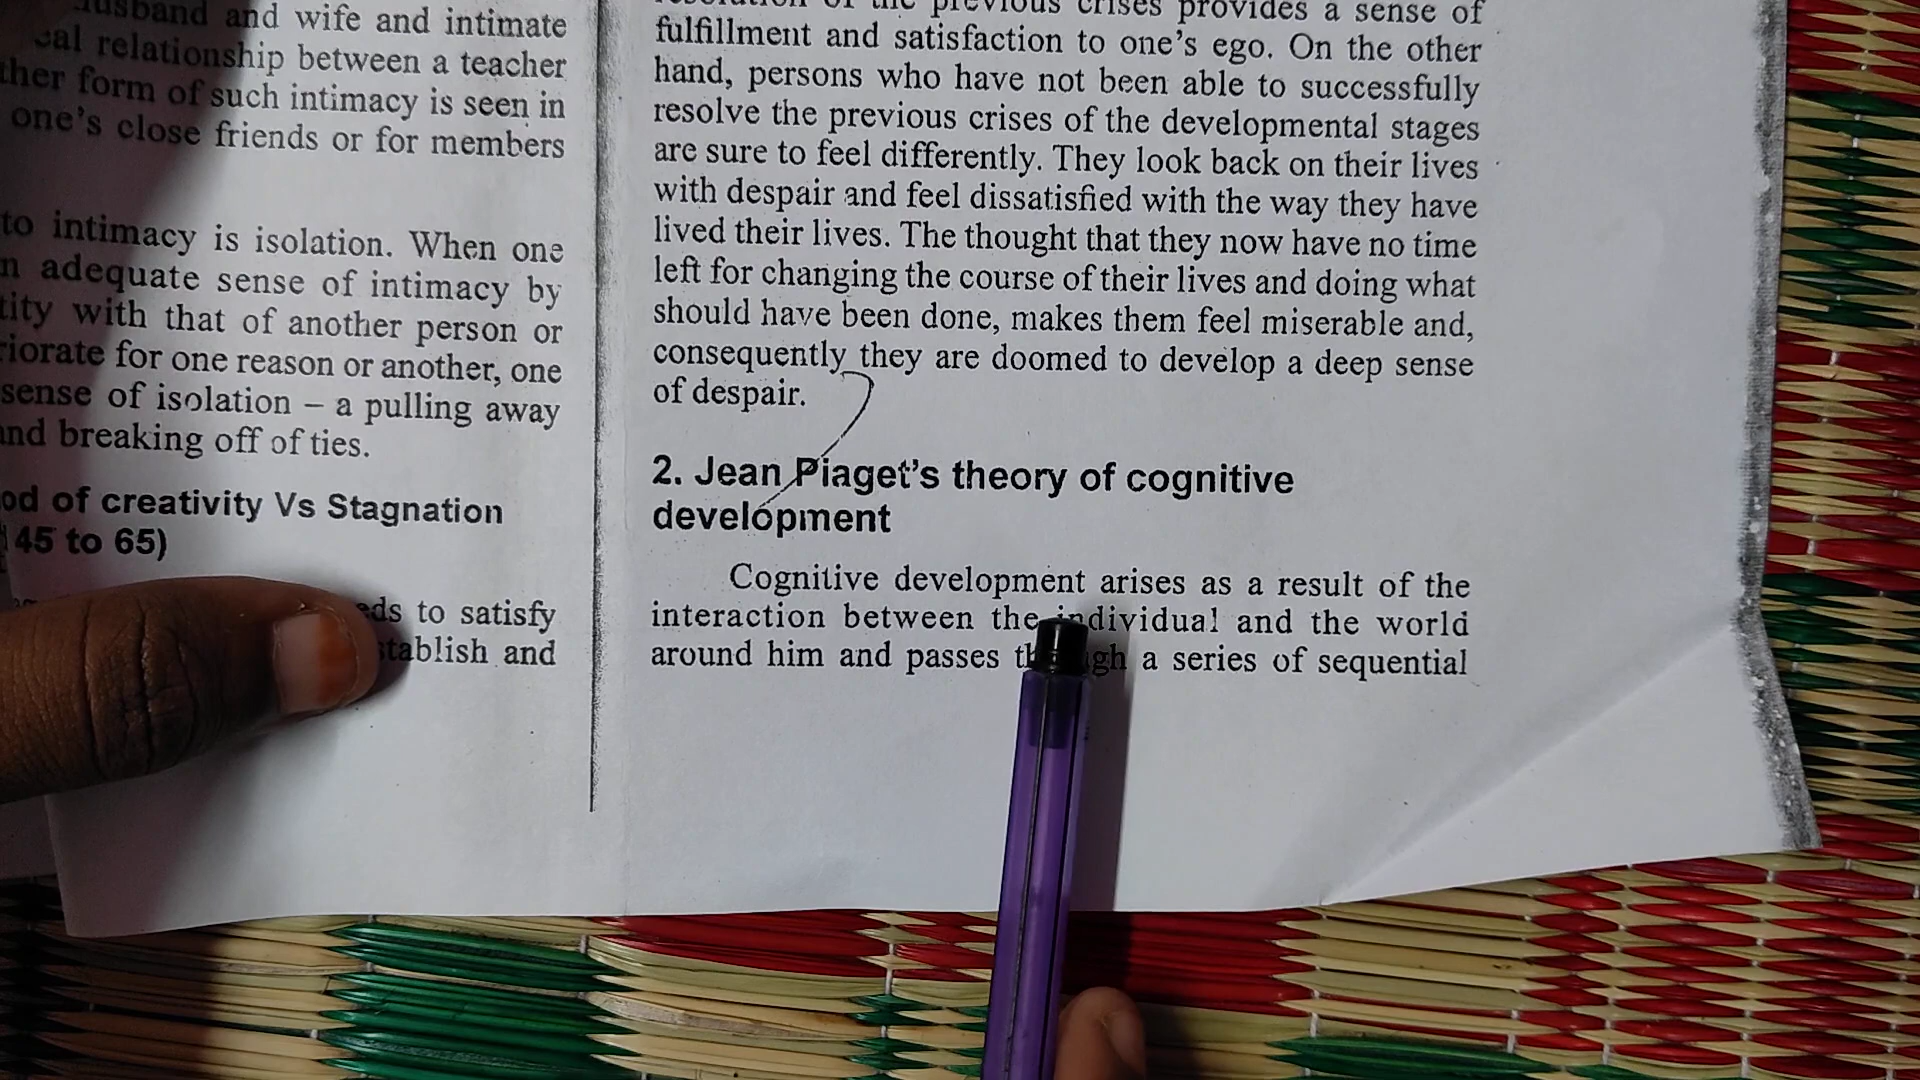 husband and wife and intimate
relationship between a teacher
form of such intimacy is seen in
one's close friends or for members
to intimacy is isolation. When one
adequate sense of intimacy by
with that of another person or
for one reason or another, one
sense of isolation – a pulling away
and breaking off of ties.
of creativity Vs Stagnation
45 to 65)
to satisfy
and
of the previous crises provides a sense of
fulfillment and satisfaction to one's ego. On the other
hand, persons who have not been able to successfully
resolve the previous crises of the developmental stages
are sure to feel differently. They look back on their lives
with despair and feel dissatisfied with the way they have
lived their lives. The thought that they now have no time
left for changing the course of their lives and doing what
should have been done, makes them feel miserable and,
consequently they are doomed to develop a deep sense
of despair.
2. Jean Piaget's theory of cognitive
development
Cognitive development arises as a result of the
interaction between the individual and the world
around him and passes a series of sequential